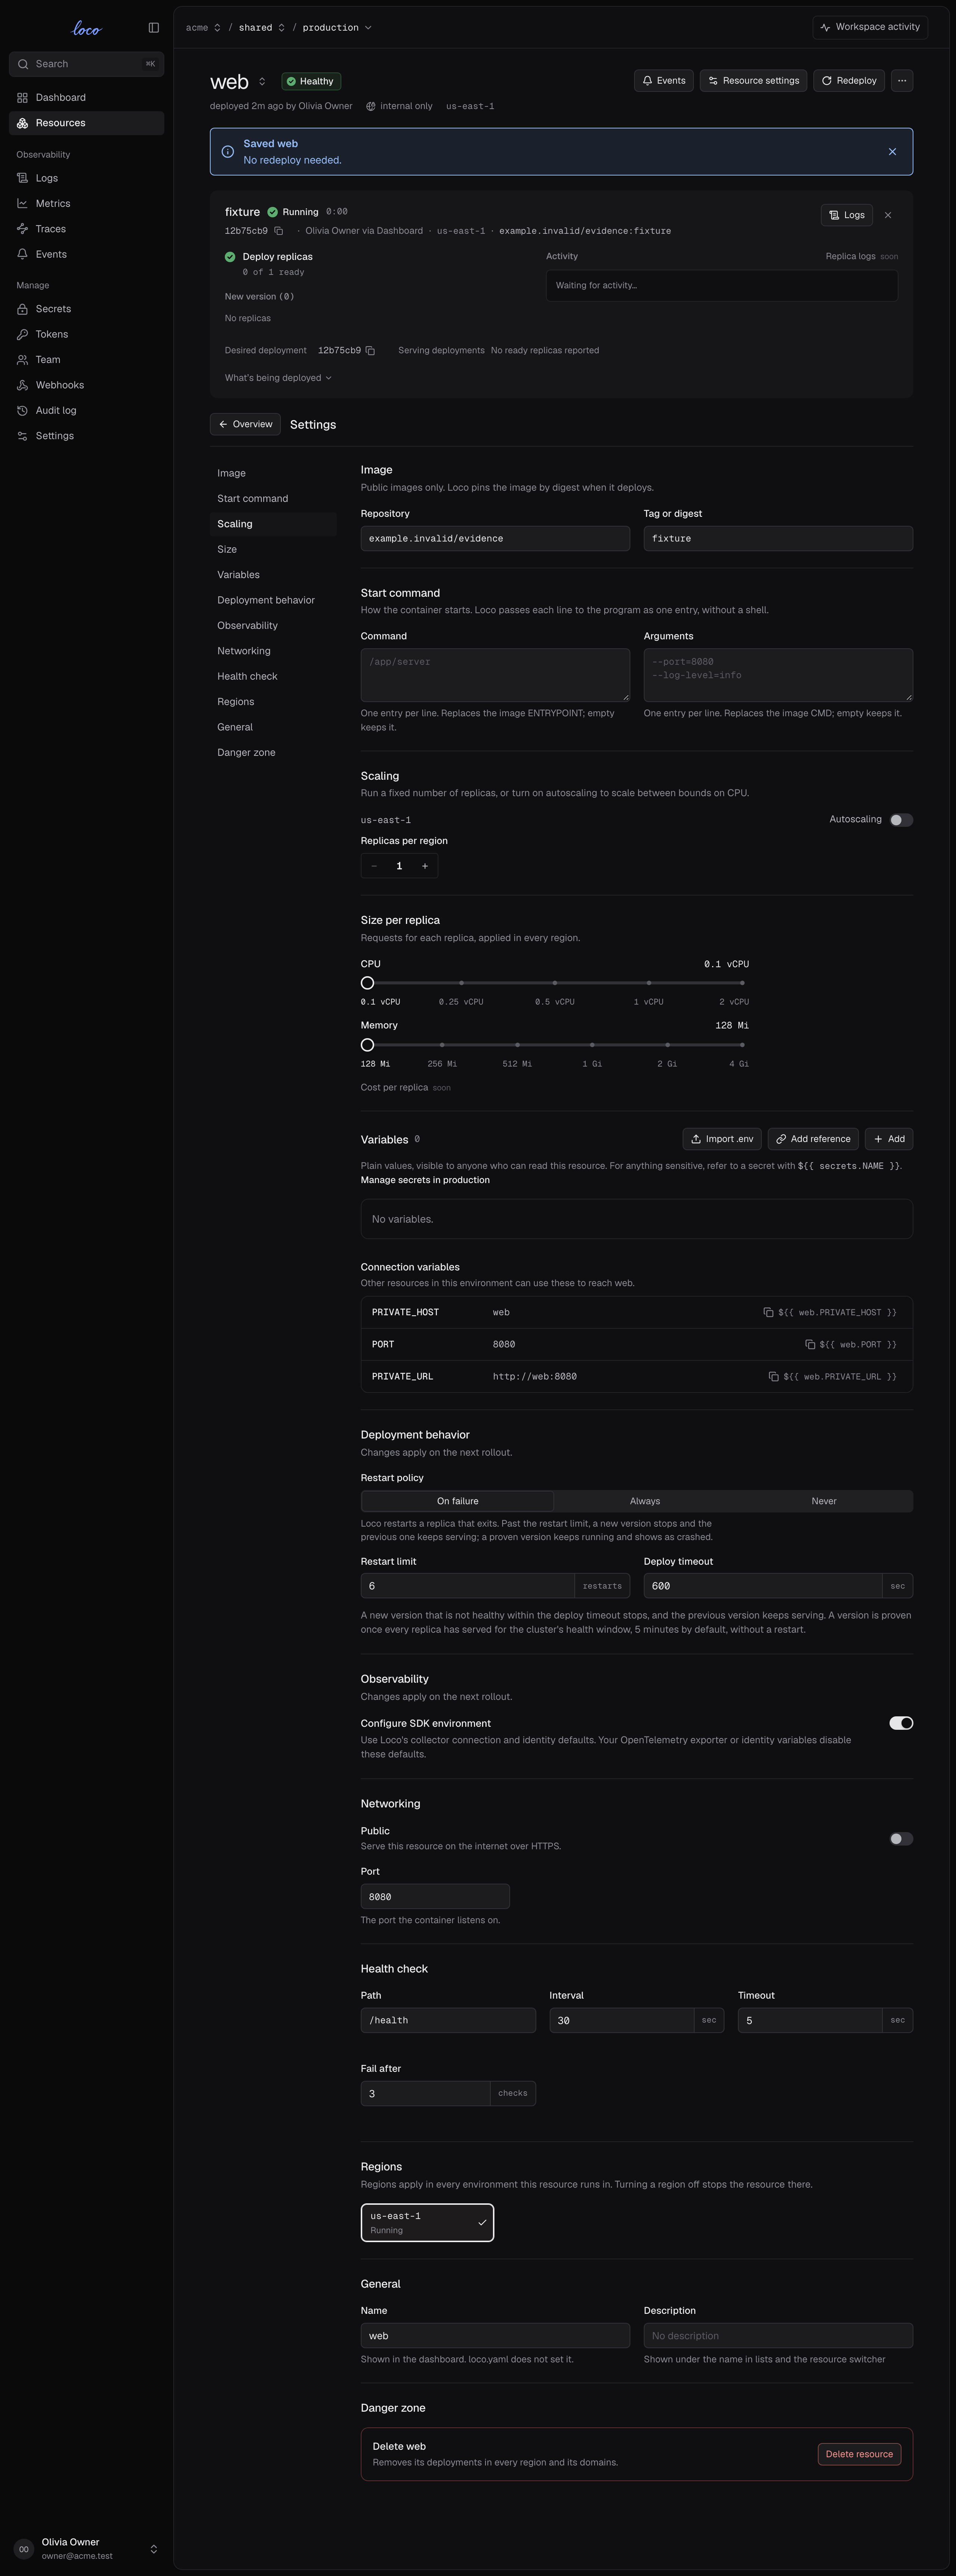 loco
Search
⌘K
Dashboard
Resources
Observability
Logs
Metrics
Traces
Events
Manage
Secrets
Tokens
Team
Webhooks
Audit log
Settings
acme / shared / production
Workspace activity
web
Healthy
Events
Resource settings
Redeploy
deployed 2m ago by Olivia Owner
internal only
us-east-1
Saved web
No redeploy needed.
fixture Running 0:00
Logs
12b75cb9 · Olivia Owner via Dashboard · us-east-1 · example.invalid/evidence:fixture
Deploy replicas
0 of 1 ready
New version (0)
No replicas
Activity
Replica logs soon
Waiting for activity…
Desired deployment 12b75cb9
Serving deployments No ready replicas reported
What's being deployed
Overview
Settings
Image
Start command
Scaling
Size
Variables
Deployment behavior
Observability
Networking
Health check
Regions
General
Danger zone
Image
Public images only. Loco pins the image by digest when it deploys.
Repository
example.invalid/evidence
Tag or digest
fixture
Start command
How the container starts. Loco passes each line to the program as one entry, without a shell.
Command
/app/server
One entry per line. Replaces the image ENTRYPOINT; empty
keeps it.
Arguments
--port=8080
--log-level=info
One entry per line. Replaces the image CMD; empty keeps it.
Scaling
Run a fixed number of replicas, or turn on autoscaling to scale between bounds on CPU.
us-east-1
Autoscaling
Replicas per region
− 1 +
Size per replica
Requests for each replica, applied in every region.
CPU
0.1 vCPU
0.1 vCPU 0.25 vCPU 0.5 vCPU 1 vCPU 2 vCPU
Memory
128 Mi
128 Mi 256 Mi 512 Mi 1 Gi 2 Gi 4 Gi
Cost per replica soon
Variables 0
Import .env
Add reference
Add
Plain values, visible to anyone who can read this resource. For anything sensitive, refer to a secret with ${{ secrets.NAME }}.
Manage secrets in production
No variables.
Connection variables
Other resources in this environment can use these to reach web.
PRIVATE_HOST web ${{ web.PRIVATE_HOST }}
PORT 8080 ${{ web.PORT }}
PRIVATE_URL http://web:8080 ${{ web.PRIVATE_URL }}
Deployment behavior
Changes apply on the next rollout.
Restart policy
On failure
Always
Never
Loco restarts a replica that exits. Past the restart limit, a new version stops and the
previous one keeps serving; a proven version keeps running and shows as crashed.
Restart limit
6 restarts
Deploy timeout
600 sec
A new version that is not healthy within the deploy timeout stops, and the previous version keeps serving. A version is proven
once every replica has served for the cluster's health window, 5 minutes by default, without a restart.
Observability
Changes apply on the next rollout.
Configure SDK environment
Use Loco's collector connection and identity defaults. Your OpenTelemetry exporter or identity variables disable
these defaults.
Networking
Public
Serve this resource on the internet over HTTPS.
Port
8080
The port the container listens on.
Health check
Path
/health
Interval
30 sec
Timeout
5 sec
Fail after
3 checks
Regions
Regions apply in every environment this resource runs in. Turning a region off stops the resource there.
us-east-1
Running
General
Name
web
Shown in the dashboard. loco.yaml does not set it.
Description
No description
Shown under the name in lists and the resource switcher
Danger zone
Delete web
Removes its deployments in every region and its domains.
Delete resource
OO
Olivia Owner
owner@acme.test